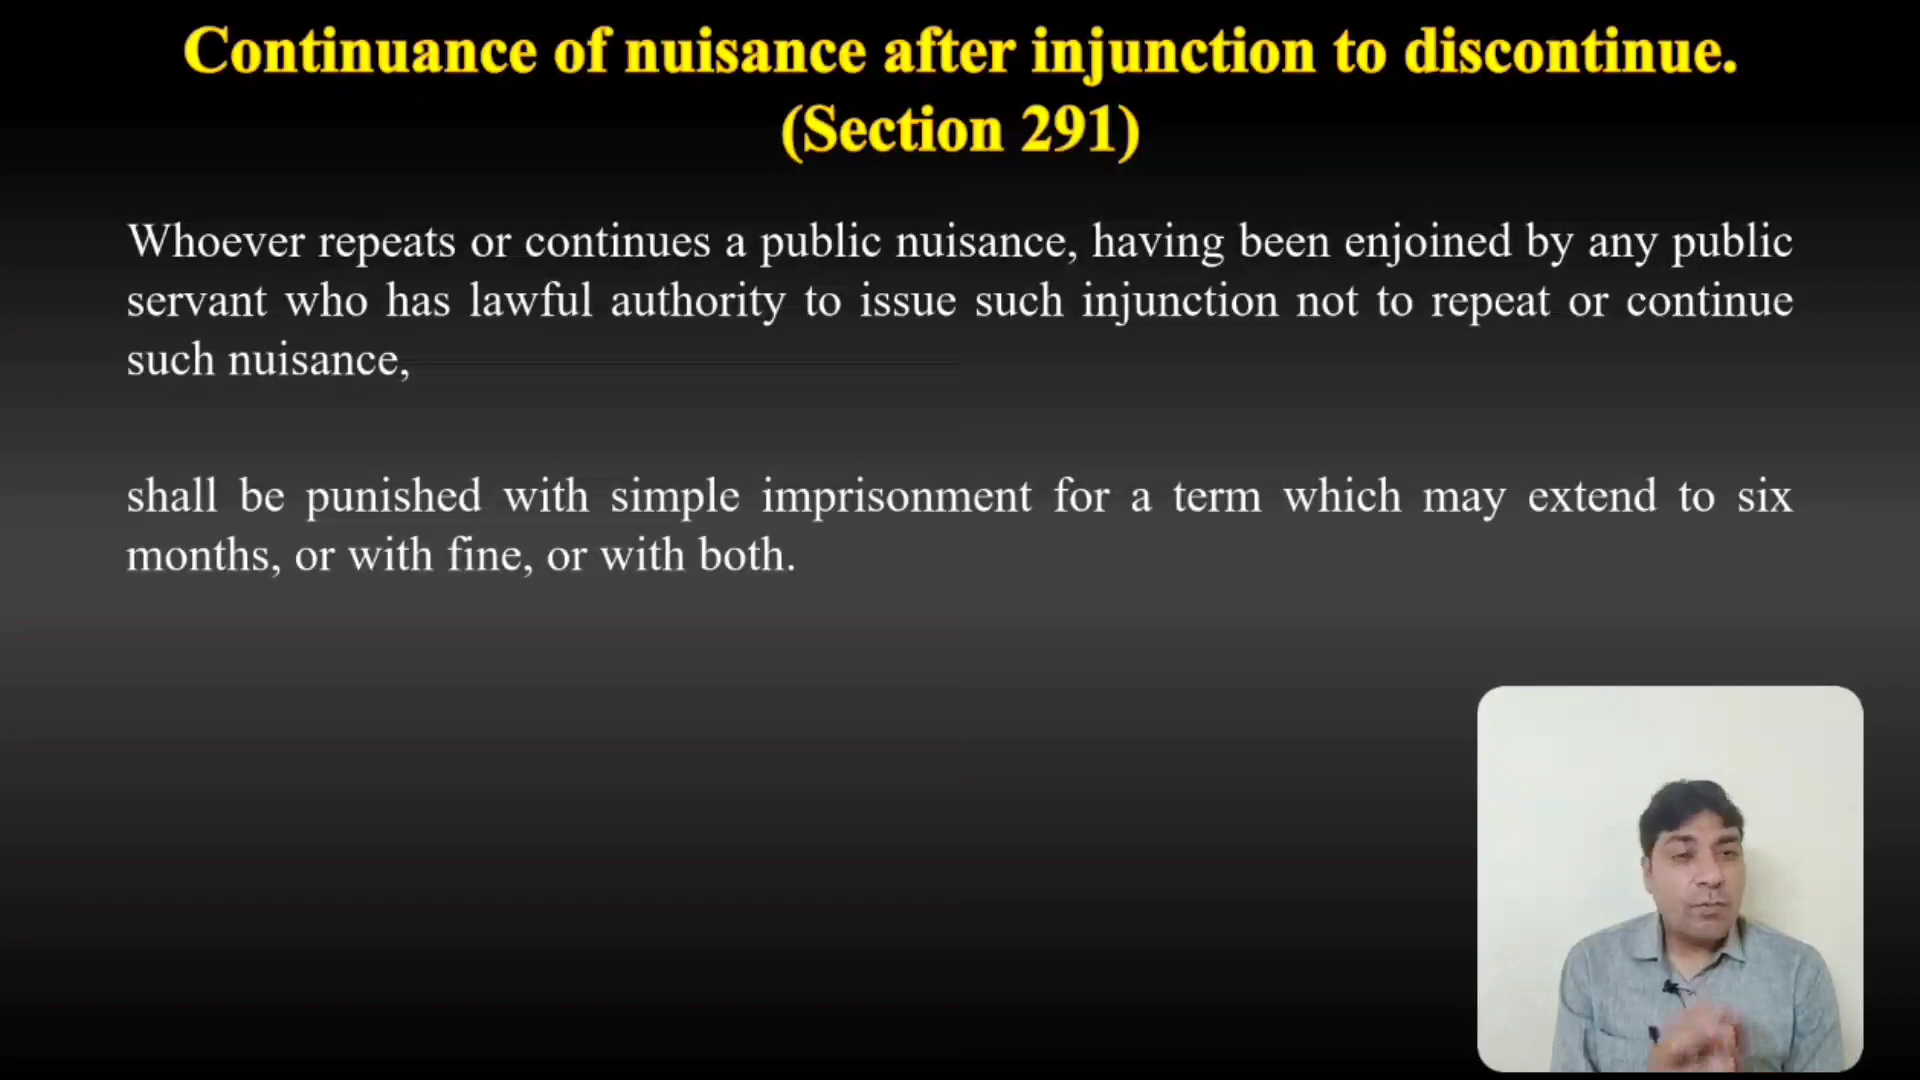 Continuance of nuisance after injunction to discontinue.
(Section 291)
Whoever repeats or continues a public nuisance, having been enjoined by any public
servant who has lawful authority to issue such injunction not to repeat or continue
such nuisance,
shall be punished with simple imprisonment for a term which may extend to six
months, or with fine, or with both.